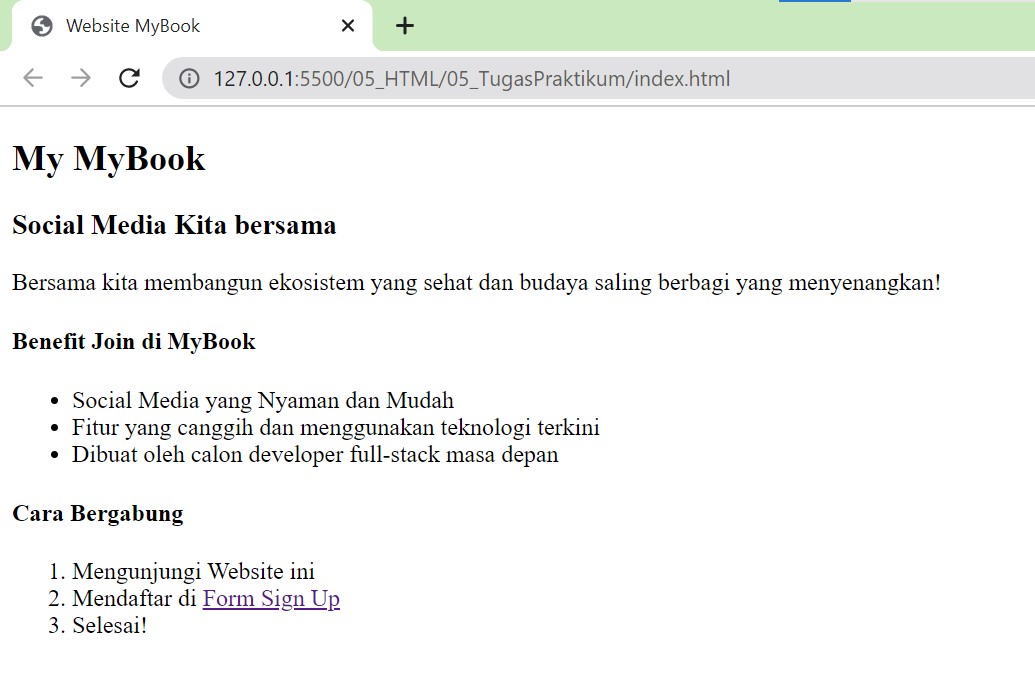 Website MyBook
127.0.0.1:5500/05_HTML/05_TugasPraktikum/index.html
My MyBook
Social Media Kita bersama
Bersama kita membangun ekosistem yang sehat dan budaya saling berbagi yang menyenangkan!
Benefit Join di MyBook
• Social Media yang Nyaman dan Mudah
• Fitur yang canggih dan menggunakan teknologi terkini
• Dibuat oleh calon developer full-stack masa depan
Cara Bergabung
1. Mengunjungi Website ini
2. Mendaftar di Form Sign Up
3. Selesai!